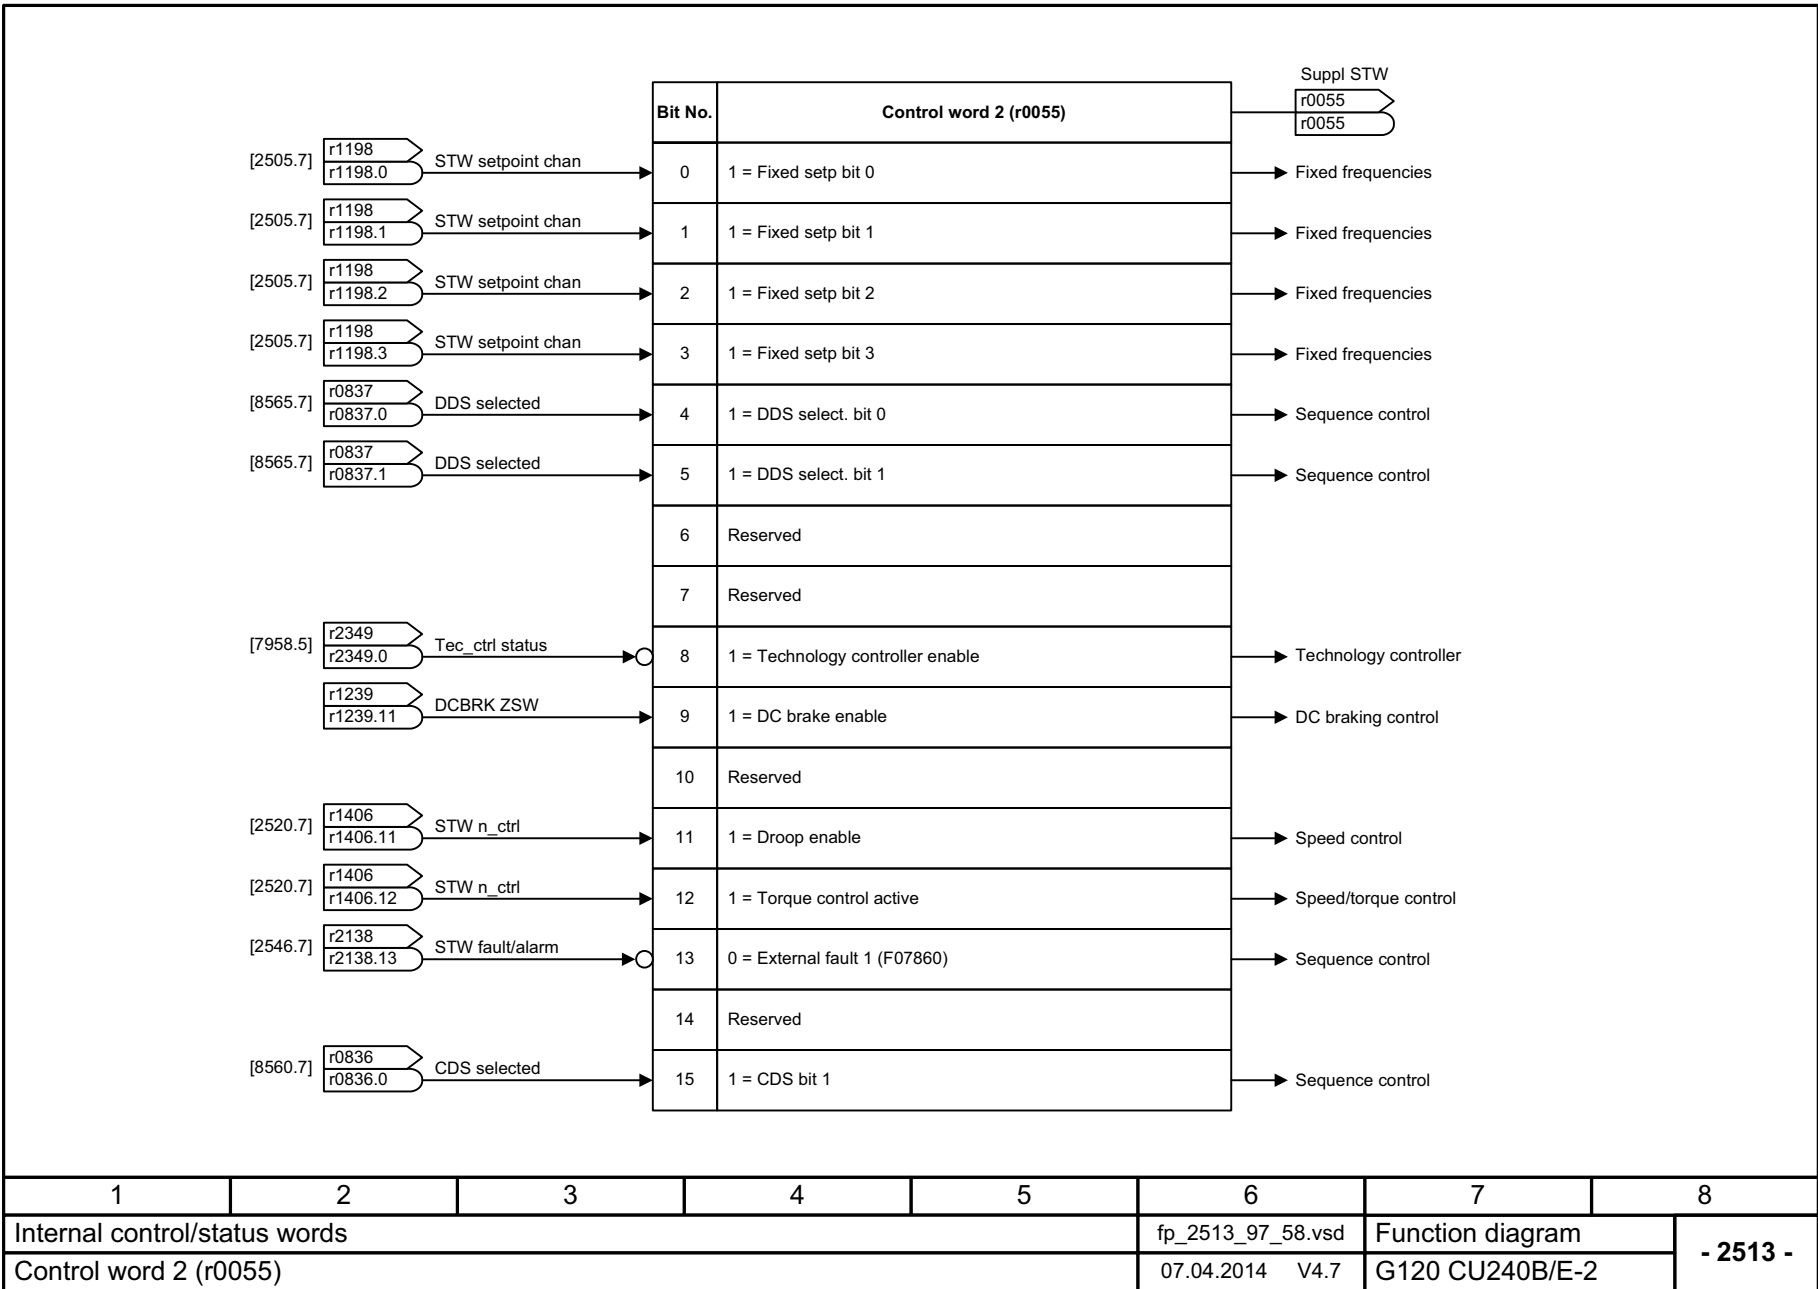 Suppl STW
r0055
r0055
Bit No. Control word 2 (r0055)
[2505.7] r1198 r1198.0 STW setpoint chan 0 1 = Fixed setp bit 0 Fixed frequencies
[2505.7] r1198 r1198.1 STW setpoint chan 1 1 = Fixed setp bit 1 Fixed frequencies
[2505.7] r1198 r1198.2 STW setpoint chan 2 1 = Fixed setp bit 2 Fixed frequencies
[2505.7] r1198 r1198.3 STW setpoint chan 3 1 = Fixed setp bit 3 Fixed frequencies
[8565.7] r0837 r0837.0 DDS selected 4 1 = DDS select. bit 0 Sequence control
[8565.7] r0837 r0837.1 DDS selected 5 1 = DDS select. bit 1 Sequence control
6 Reserved
7 Reserved
[7958.5] r2349 r2349.0 Tec_ctrl status 8 1 = Technology controller enable Technology controller
r1239 r1239.11 DCBRK ZSW 9 1 = DC brake enable DC braking control
10 Reserved
[2520.7] r1406 r1406.11 STW n_ctrl 11 1 = Droop enable Speed control
[2520.7] r1406 r1406.12 STW n_ctrl 12 1 = Torque control active Speed/torque control
[2546.7] r2138 r2138.13 STW fault/alarm 13 0 = External fault 1 (F07860) Sequence control
14 Reserved
[8560.7] r0836 r0836.0 CDS selected 15 1 = CDS bit 1 Sequence control
1 2 3 4 5 6 7 8
Internal control/status words fp_2513_97_58.vsd Function diagram - 2513 -
Control word 2 (r0055) 07.04.2014 V4.7 G120 CU240B/E-2